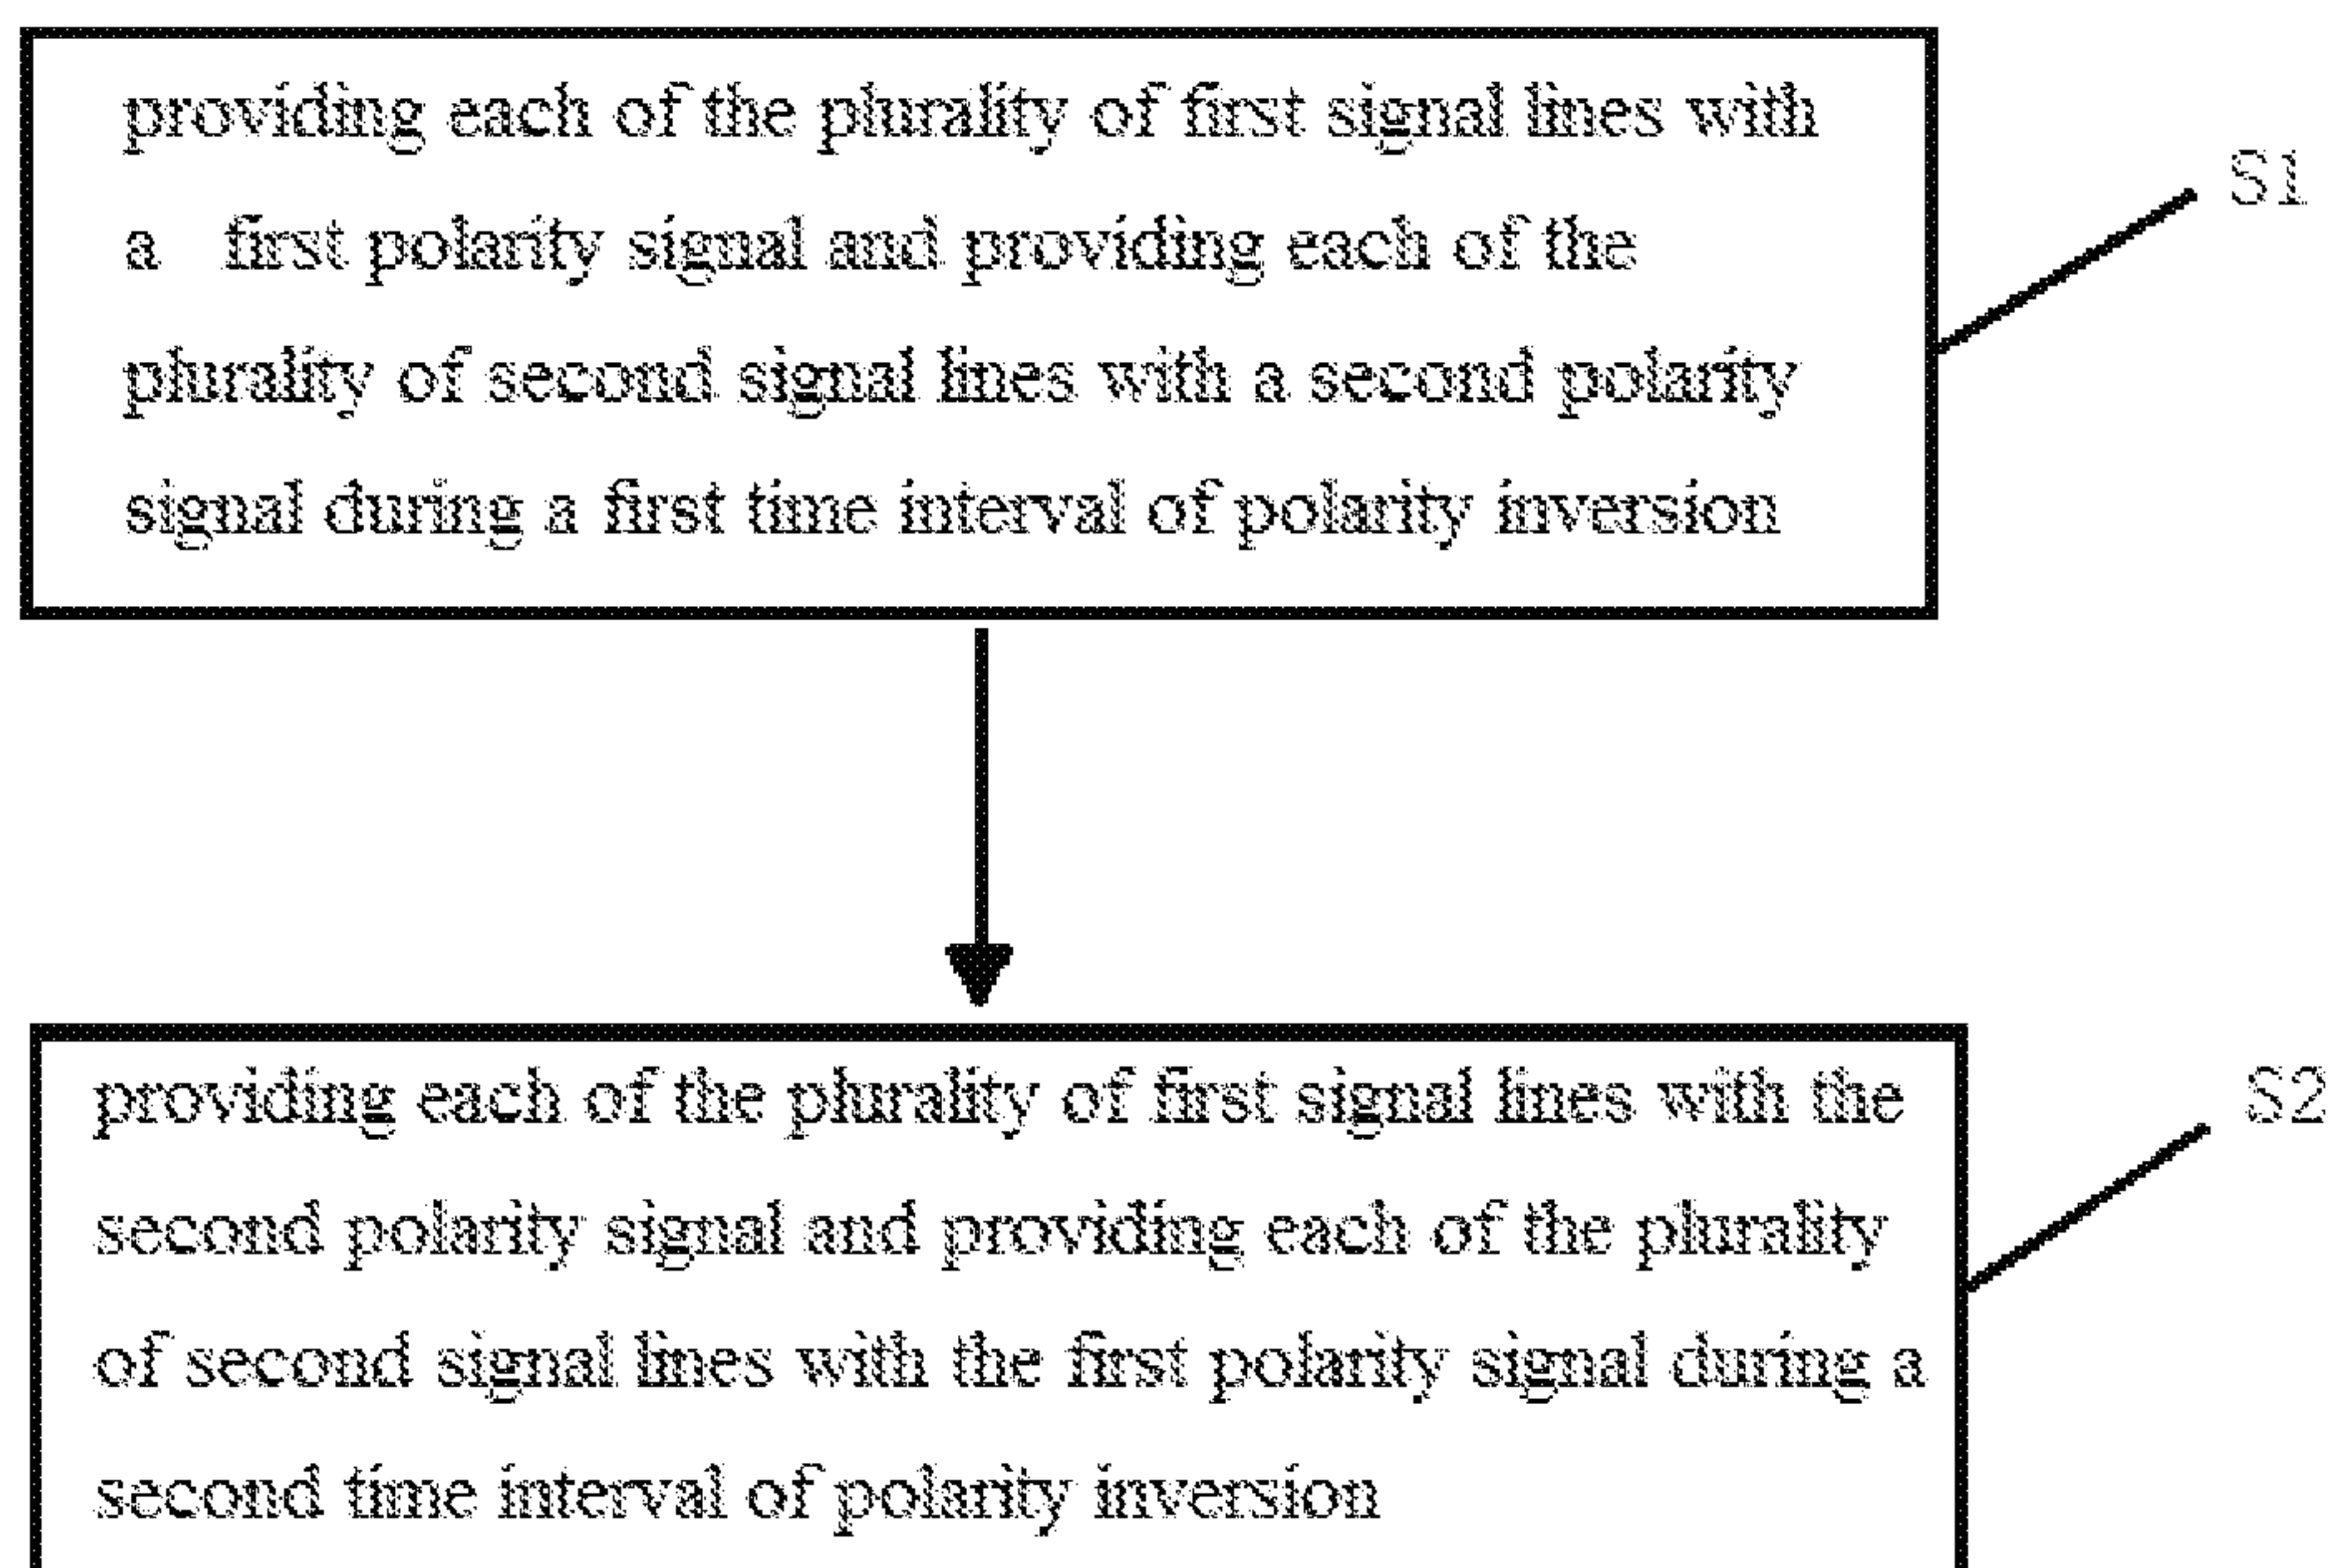 providing each of the plurality of first signal lines with
a first polarity signal and providing each of the
plurality of second signal lines with a second polarity
signal during a first time interval of polarity inversion
S1
providing each of the plurality of first signal lines with the
second polarity signal and providing each of the plurality
of second signal lines with the first polarity signal during a
second time interval of polarity inversion
S2